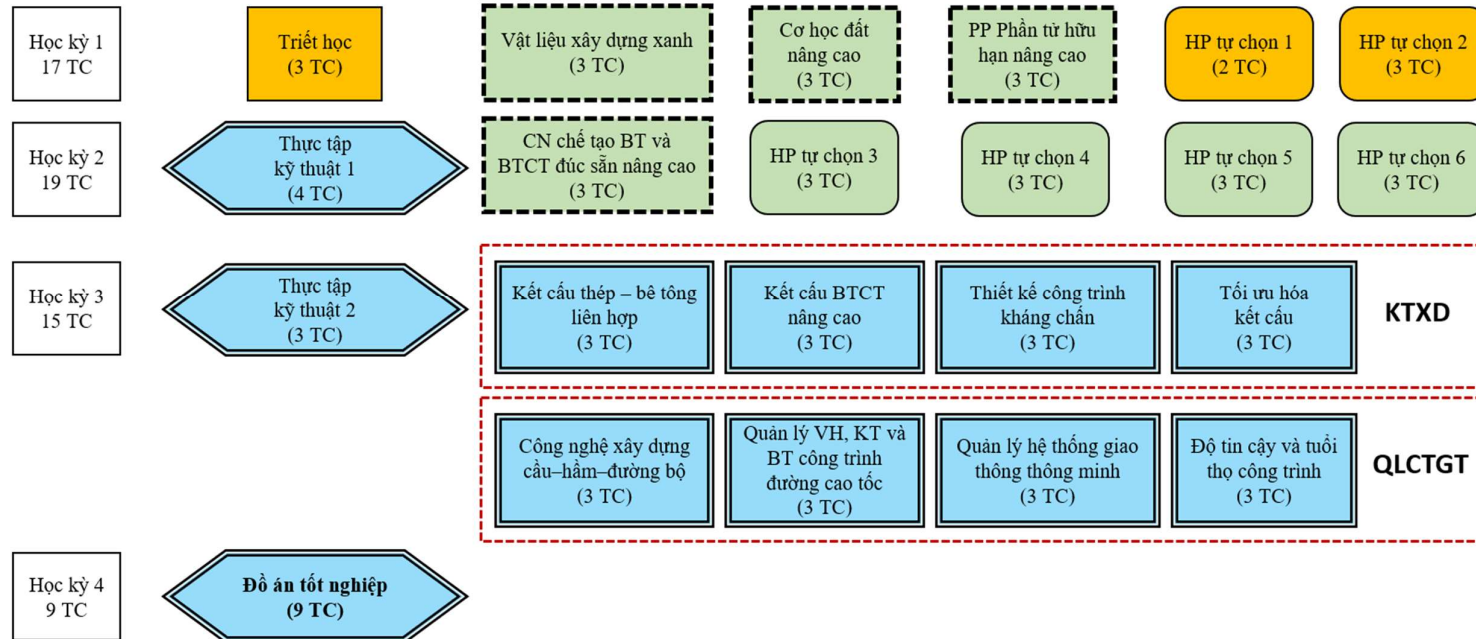 Học kỳ 1
17 TC
Triết học
(3 TC)
Vật liệu xây dựng xanh
(3 TC)
Cơ học đất
nâng cao
(3 TC)
PP Phần tử hữu
hạn nâng cao
(3 TC)
HP tự chọn 1
(2 TC)
HP tự chọn 2
(3 TC)
Học kỳ 2
19 TC
Thực tập
kỹ thuật 1
(4 TC)
CN chế tạo BT và
BTCT đúc sẵn nâng cao
(3 TC)
HP tự chọn 3
(3 TC)
HP tự chọn 4
(3 TC)
HP tự chọn 5
(3 TC)
HP tự chọn 6
(3 TC)
Học kỳ 3
15 TC
Thực tập
kỹ thuật 2
(3 TC)
Kết cấu thép – bê tông
liên hợp
(3 TC)
Kết cấu BTCT
nâng cao
(3 TC)
Thiết kế công trình
kháng chấn
(3 TC)
Tối ưu hóa
kết cấu
(3 TC)
KTXD
Công nghệ xây dựng
cầu–hầm–đường bộ
(3 TC)
Quản lý VH, KT và
BT công trình
đường cao tốc
(3 TC)
Quản lý hệ thống giao
thông thông minh
(3 TC)
Độ tin cậy và tuổi
thọ công trình
(3 TC)
QLCTGT
Học kỳ 4
9 TC
Đồ án tốt nghiệp
(9 TC)